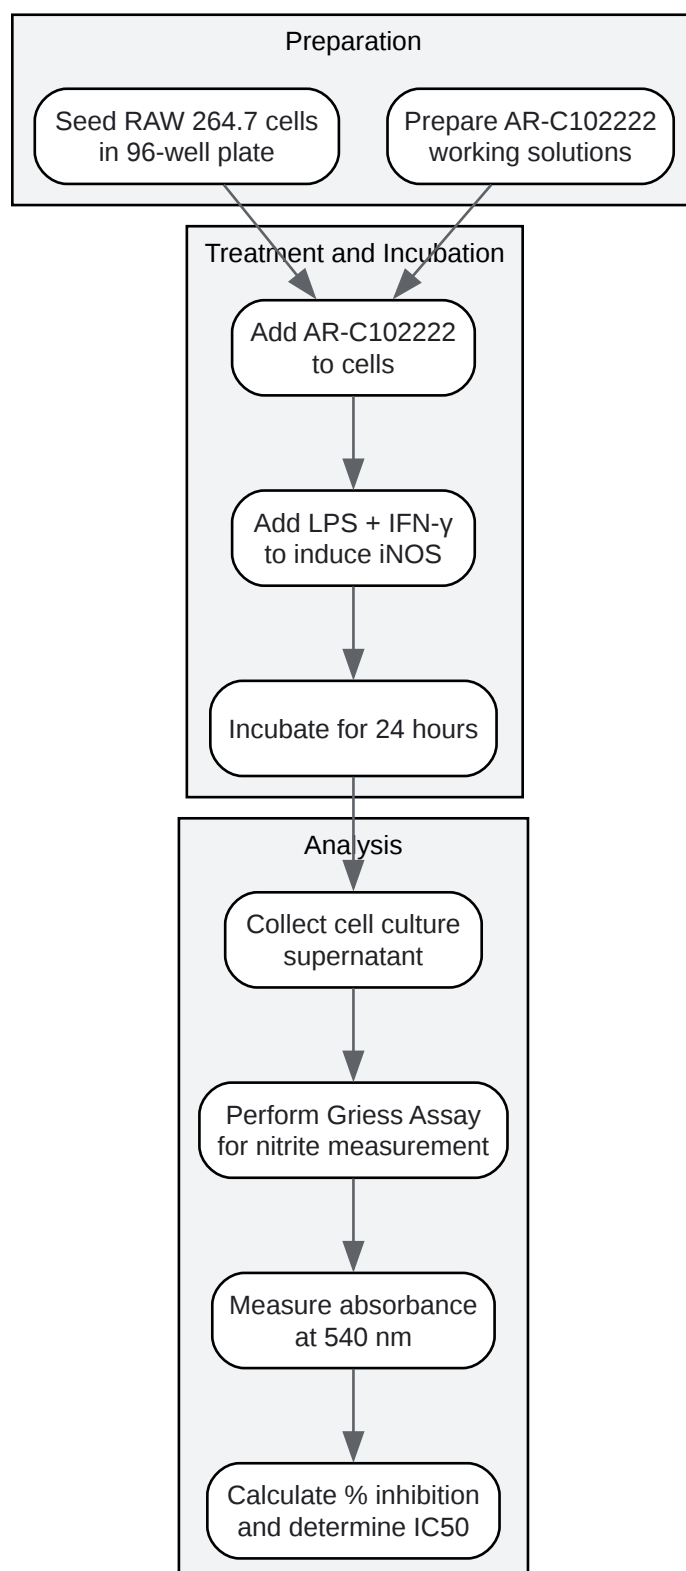 Preparation
Seed RAW 264.7 cells
in 96-well plate
Prepare AR-C102222
working solutions
Treatment and Incubation
Add AR-C102222
to cells
Add LPS + IFN-γ
to induce iNOS
Incubate for 24 hours
Analysis
Collect cell culture
supernatant
Perform Griess Assay
for nitrite measurement
Measure absorbance
at 540 nm
Calculate % inhibition
and determine IC50